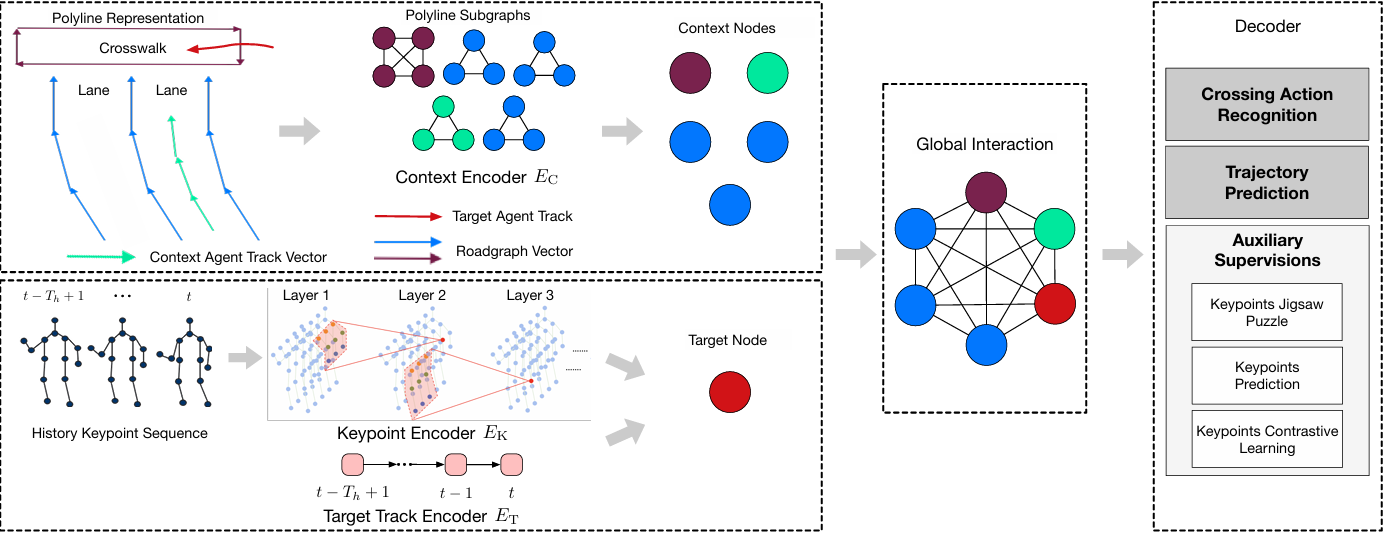 Polyline Representation
Crosswalk
Lane
Lane
Context Agent Track Vector
Polyline Subgraphs
Context Encoder E_C
Target Agent Track
Roadgraph Vector
Context Nodes
t − T_h + 1
•••
t
History Keypoint Sequence
Layer 1
Layer 2
Layer 3
........
......
Keypoint Encoder E_K
t − T_h + 1
t − 1
t
Target Track Encoder E_T
Target Node
Global Interaction
Decoder
Crossing Action
Recognition
Trajectory
Prediction
Auxiliary
Supervisions
Keypoints Jigsaw
Puzzle
Keypoints
Prediction
Keypoints Contrastive
Learning